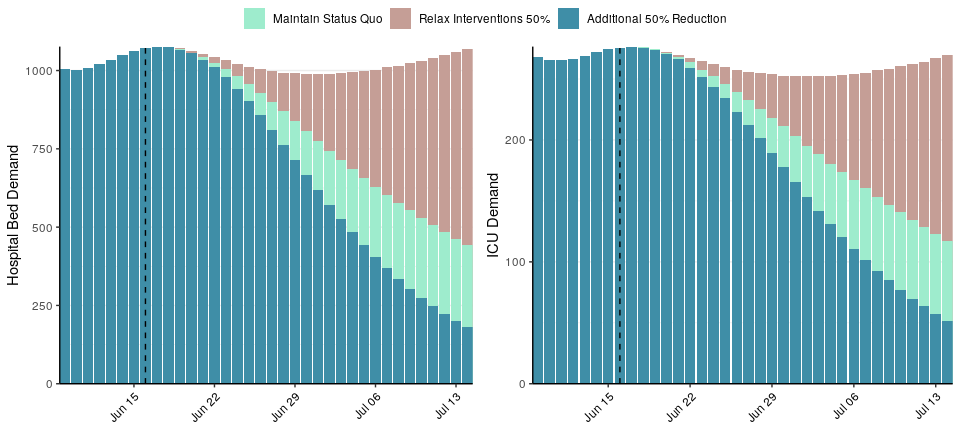 Maintain Status Quo Relax Interventions 50% Additional 50% Reduction
Hospital Bed Demand
1000
750
500
250
0
Jun 15 Jun 22 Jun 29 Jul 06 Jul 13
ICU Demand
200
100
0
Jun 15 Jun 22 Jun 29 Jul 06 Jul 13